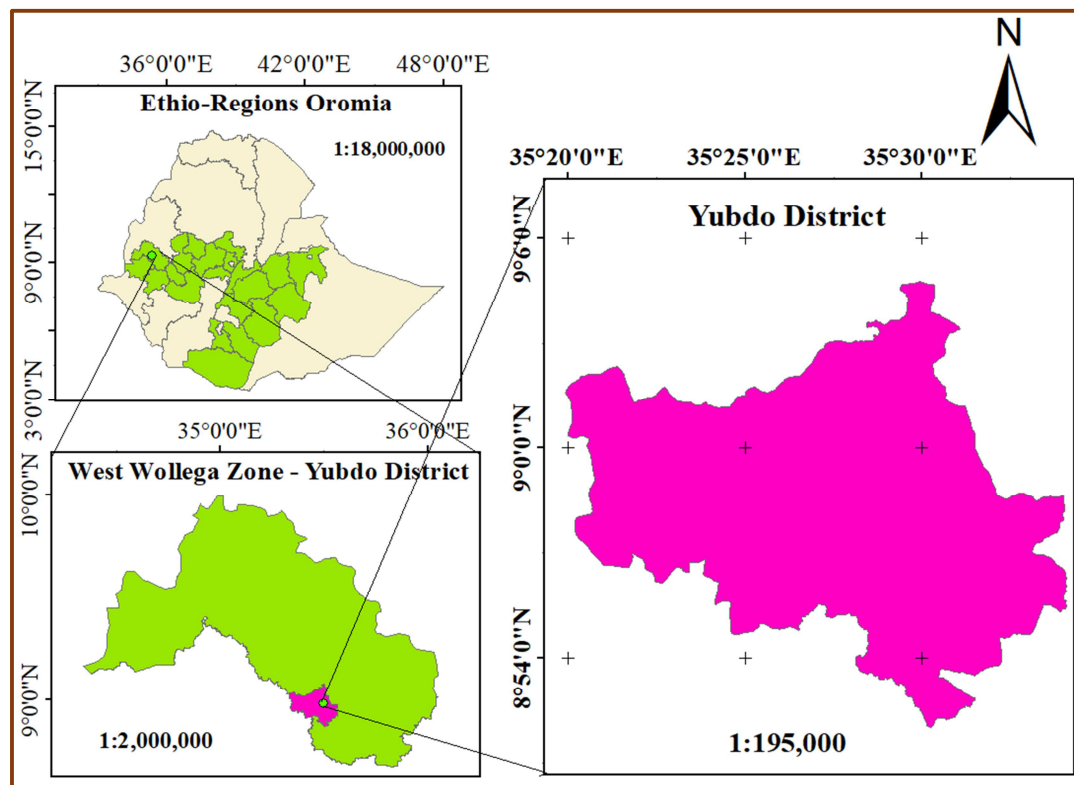 N
36°0'0"E 42°0'0"E 48°0'0"E
Ethio-Regions Oromia
1:18,000,000
15°0'0"N
9°0'0"N
3°0'0"N
35°0'0"E 36°0'0"E
West Wollega Zone - Yubdo District
10°0'0"N
9°0'0"N
1:2,000,000
35°20'0"E 35°25'0"E 35°30'0"E
Yubdo District
9°6'0"N
9°0'0"N
8°54'0"N
1:195,000